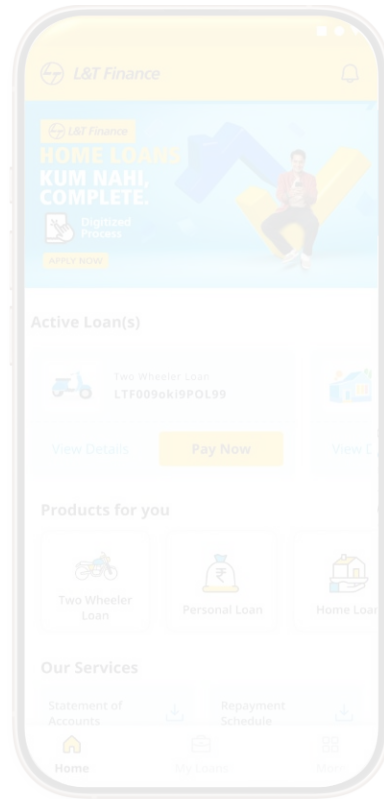 L&T Finance
L&T Finance
HOME LOANS
KUM NAHI,
COMPLETE.
Digitized
Process
APPLY NOW
Active Loan(s)
Two Wheeler Loan
LTF009oki9POL99
View Details
Pay Now
View D
Products for you
Two Wheeler
Loan
Personal Loan
Home Loan
Our Services
Statement of
Accounts
Repayment
Schedule
Home
My Loans
More